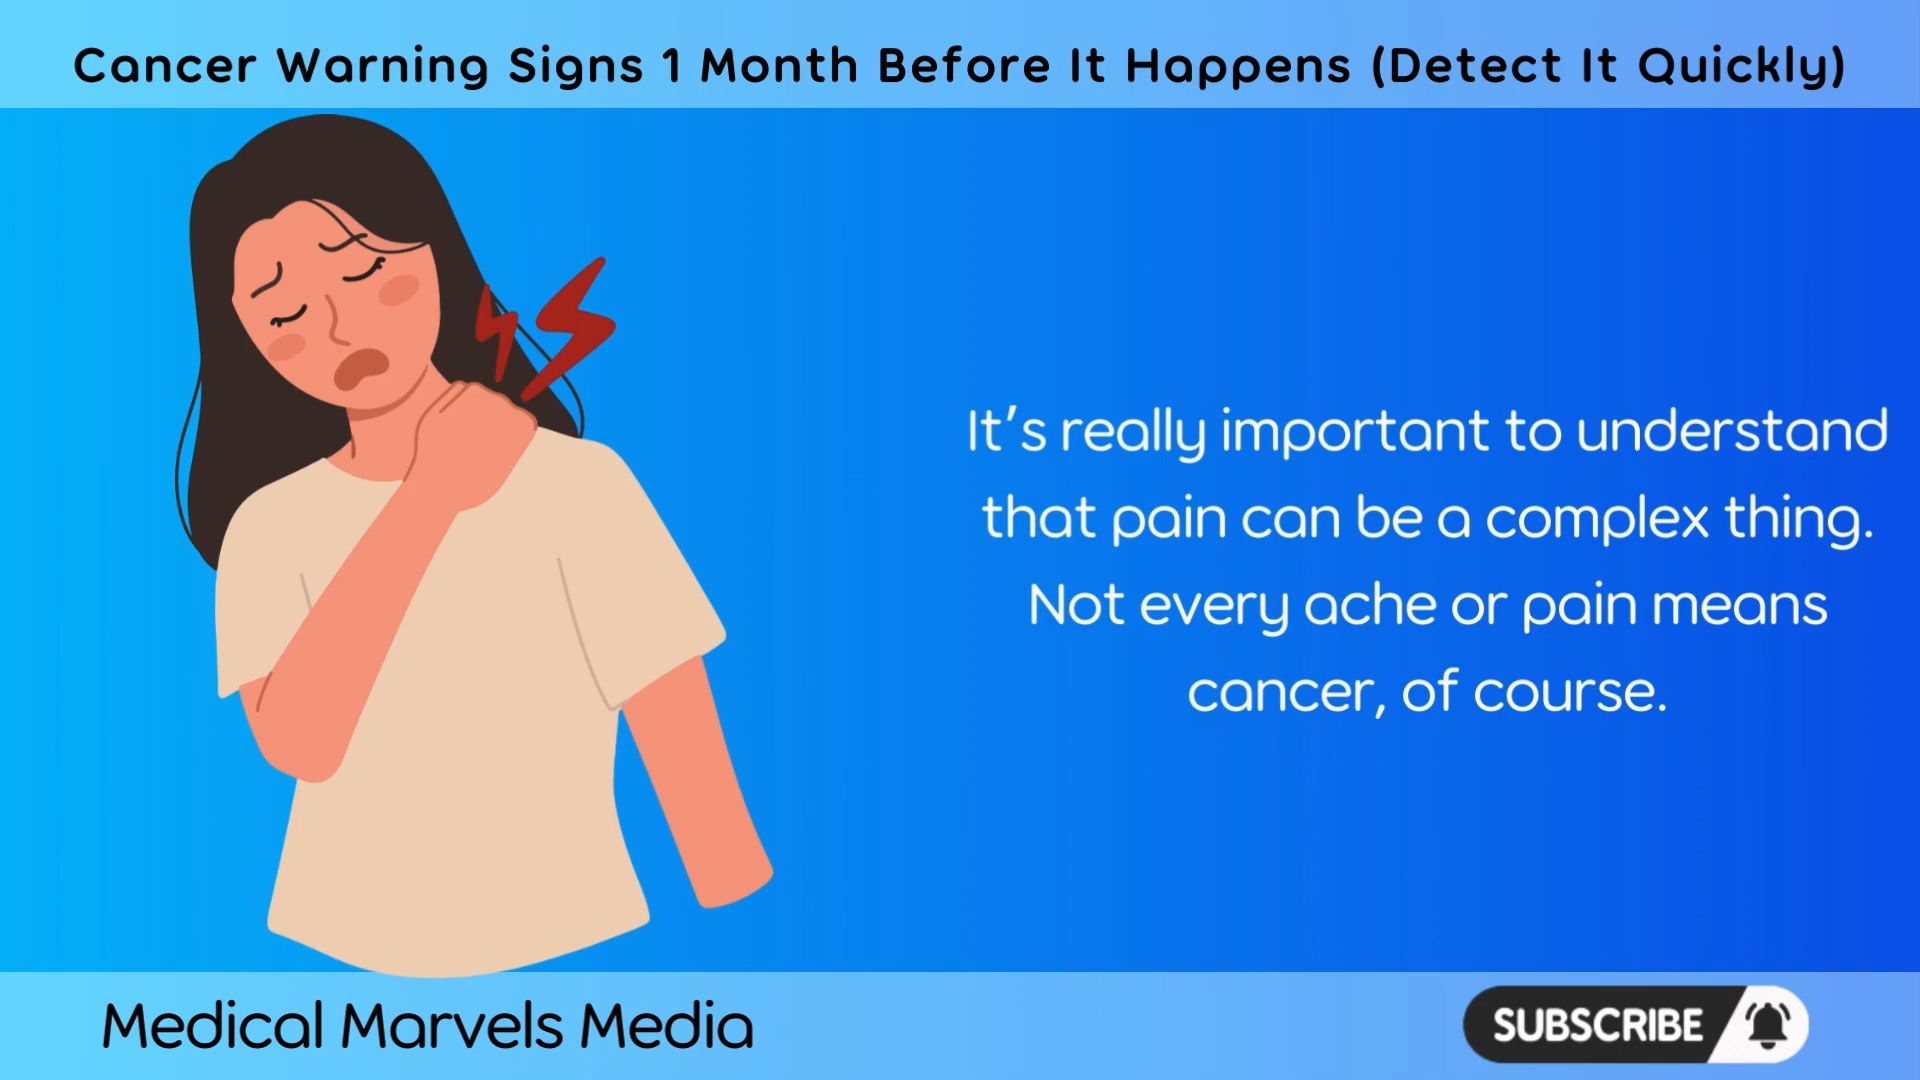 Cancer Warning Signs 1 Month Before It Happens (Detect It Quickly)
It's really important to understand
that pain can be a complex thing.
Not every ache or pain means
cancer, of course.
Medical Marvels Media
SUBSCRIBE